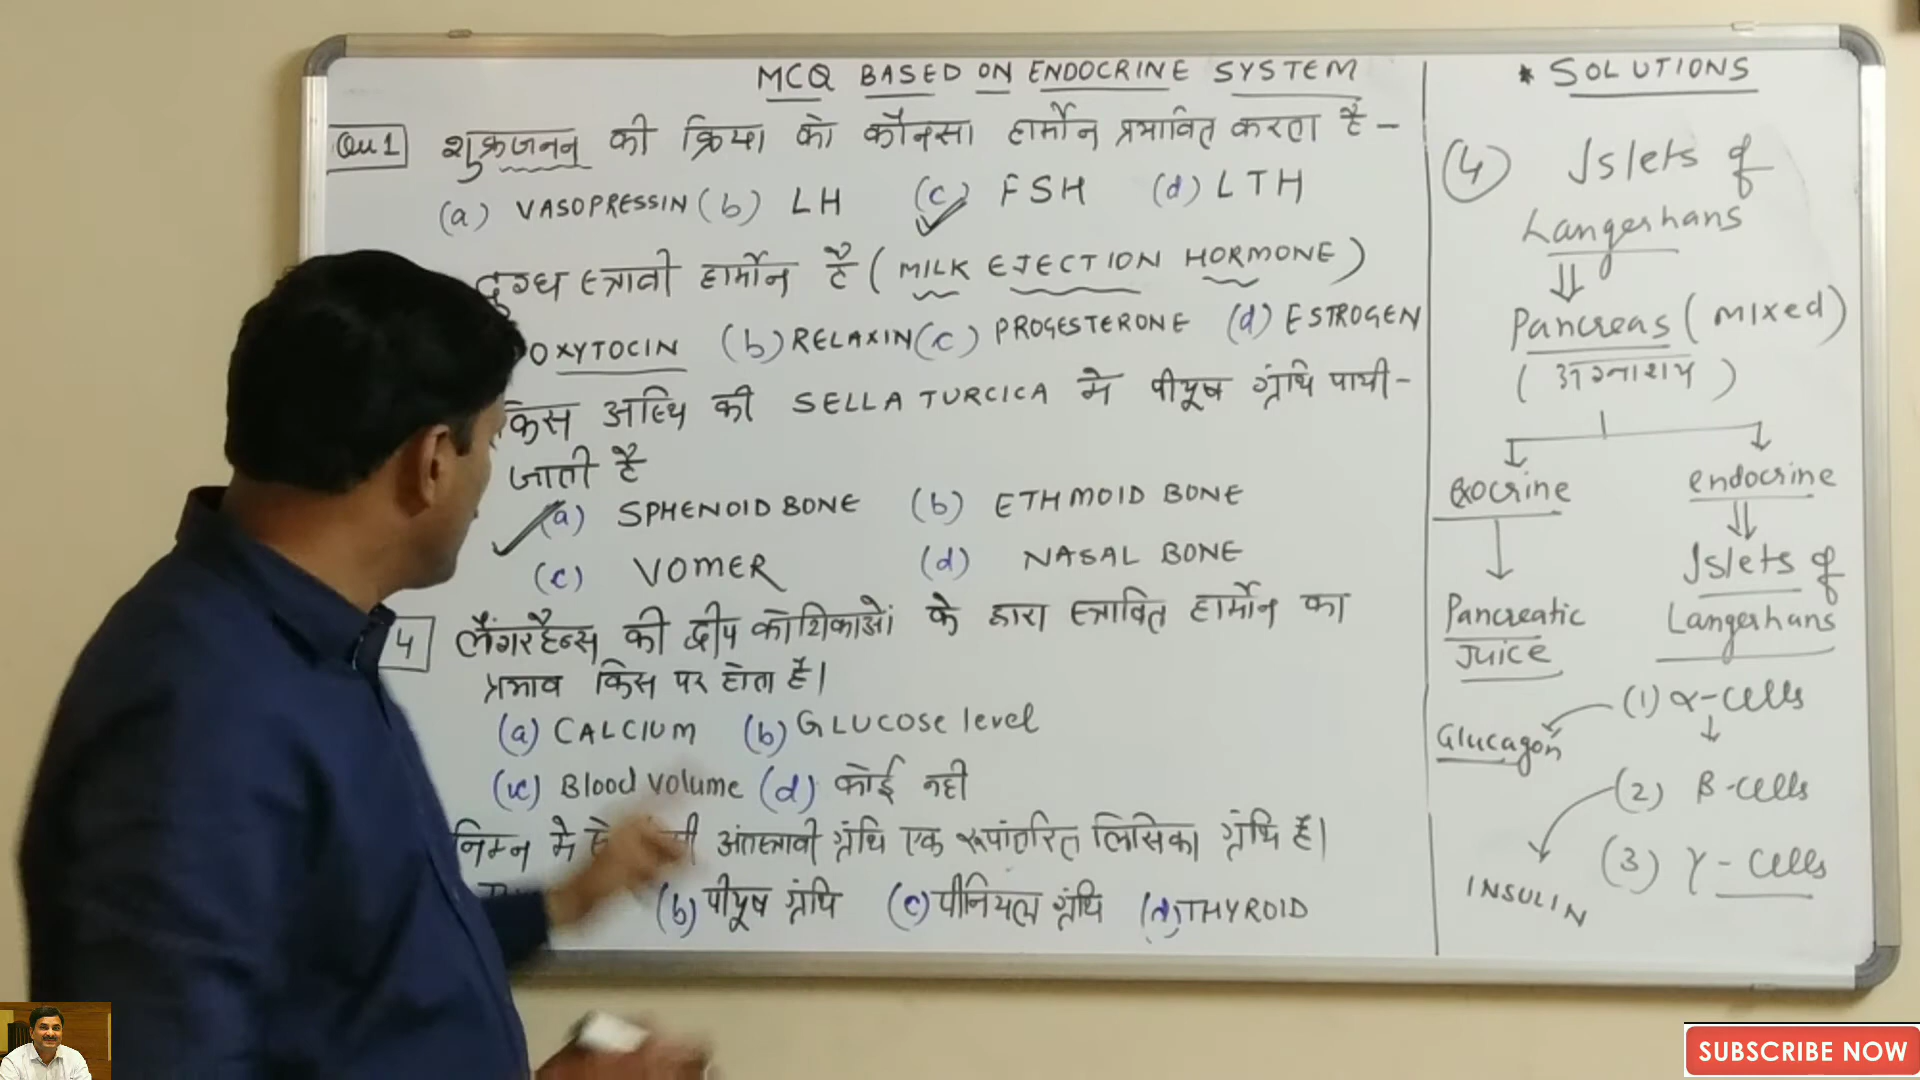 MCQ BASED ON ENDOCRINE SYSTEM
Qu 1 शुक्रजनन की क्रिया को कौनसा हार्मोन प्रभावित करता है -
(a) VASOPRESSIN (b) LH (c) FSH (d) LTH
दुग्ध स्त्रावी हार्मोन है (MILK EJECTION HORMONE)
OXYTOCIN (b) RELAXIN (c) PROGESTERONE (d) ESTROGEN
किस अस्थि की SELLA TURCICA मे पीयूष ग्रंथि पायी-
जाती है
(a) SPHENOID BONE (b) ETHMOID BONE
(c) VOMER (d) NASAL BONE
4 लैंगरहैन्स की द्वीप कोशिकाओं के द्वारा स्त्रावित हार्मोन का
प्रभाव किस पर होता है।
(a) CALCIUM (b) GLUCOSE level
(c) Blood volume (d) कोई नही
निम्न मे अंतस्त्रावी ग्रंथि एक रूपांतरित लिसिका ग्रंथि है।
(b) पीयूष ग्रंथि (c) पीनियल ग्रंथि (d) THYROID
* SOLUTIONS
(4) Islets of
Langerhans
⇓
Pancreas (mixed)
(अग्नाशय)
exocrine endocrine
Pancreatic
Juice
Islets of
Langerhans
(1) α-cells
Glucagon
(2) β-cells
(3) γ-cells
INSULIN
SUBSCRIBE NOW